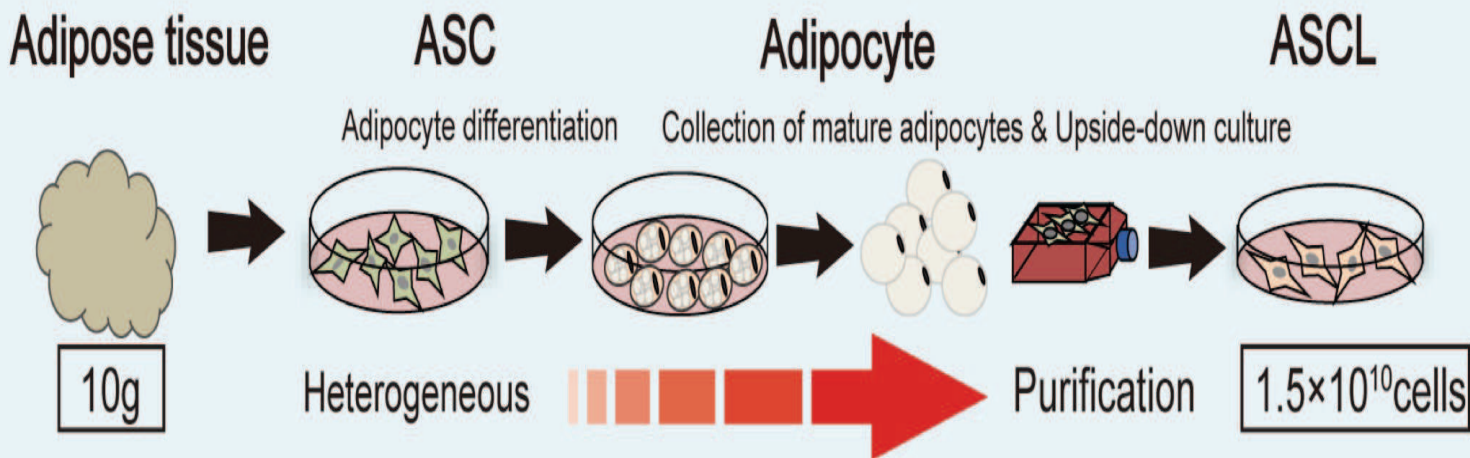 Adipose tissue
ASC
Adipocyte
ASCL
Adipocyte differentiation
Collection of mature adipocytes & Upside-down culture
10g
Heterogeneous
Purification
1.5×10¹⁰cells